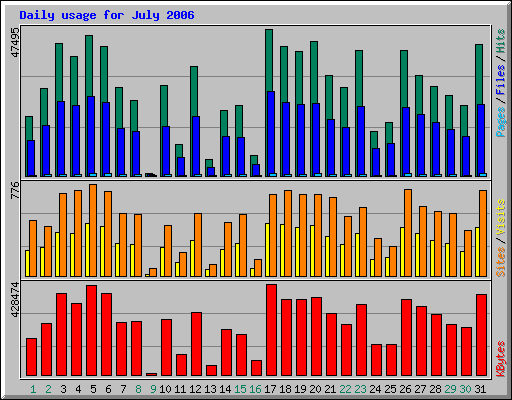 Daily usage for July 2006
47495
Pages / Files / Hits
776
Sites / Visits
428474
KBytes
1 2 3 4 5 6 7 8 9 10 11 12 13 14 15 16 17 18 19 20 21 22 23 24 25 26 27 28 29 30 31